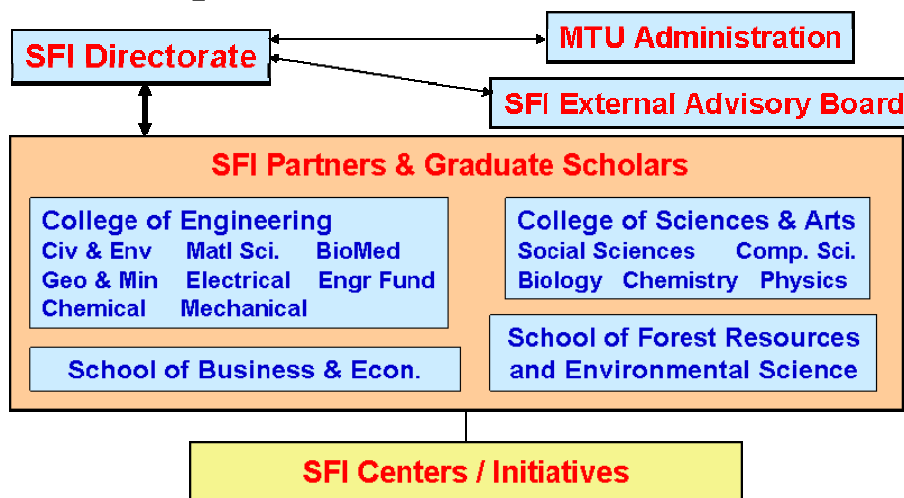 SFI Directorate
MTU Administration
SFI External Advisory Board
SFI Partners & Graduate Scholars
College of Engineering
Civ & Env Matl Sci. BioMed
Geo & Min Electrical Engr Fund
Chemical Mechanical
College of Sciences & Arts
Social Sciences Comp. Sci.
Biology Chemistry Physics
School of Business & Econ.
School of Forest Resources
and Environmental Science
SFI Centers / Initiatives